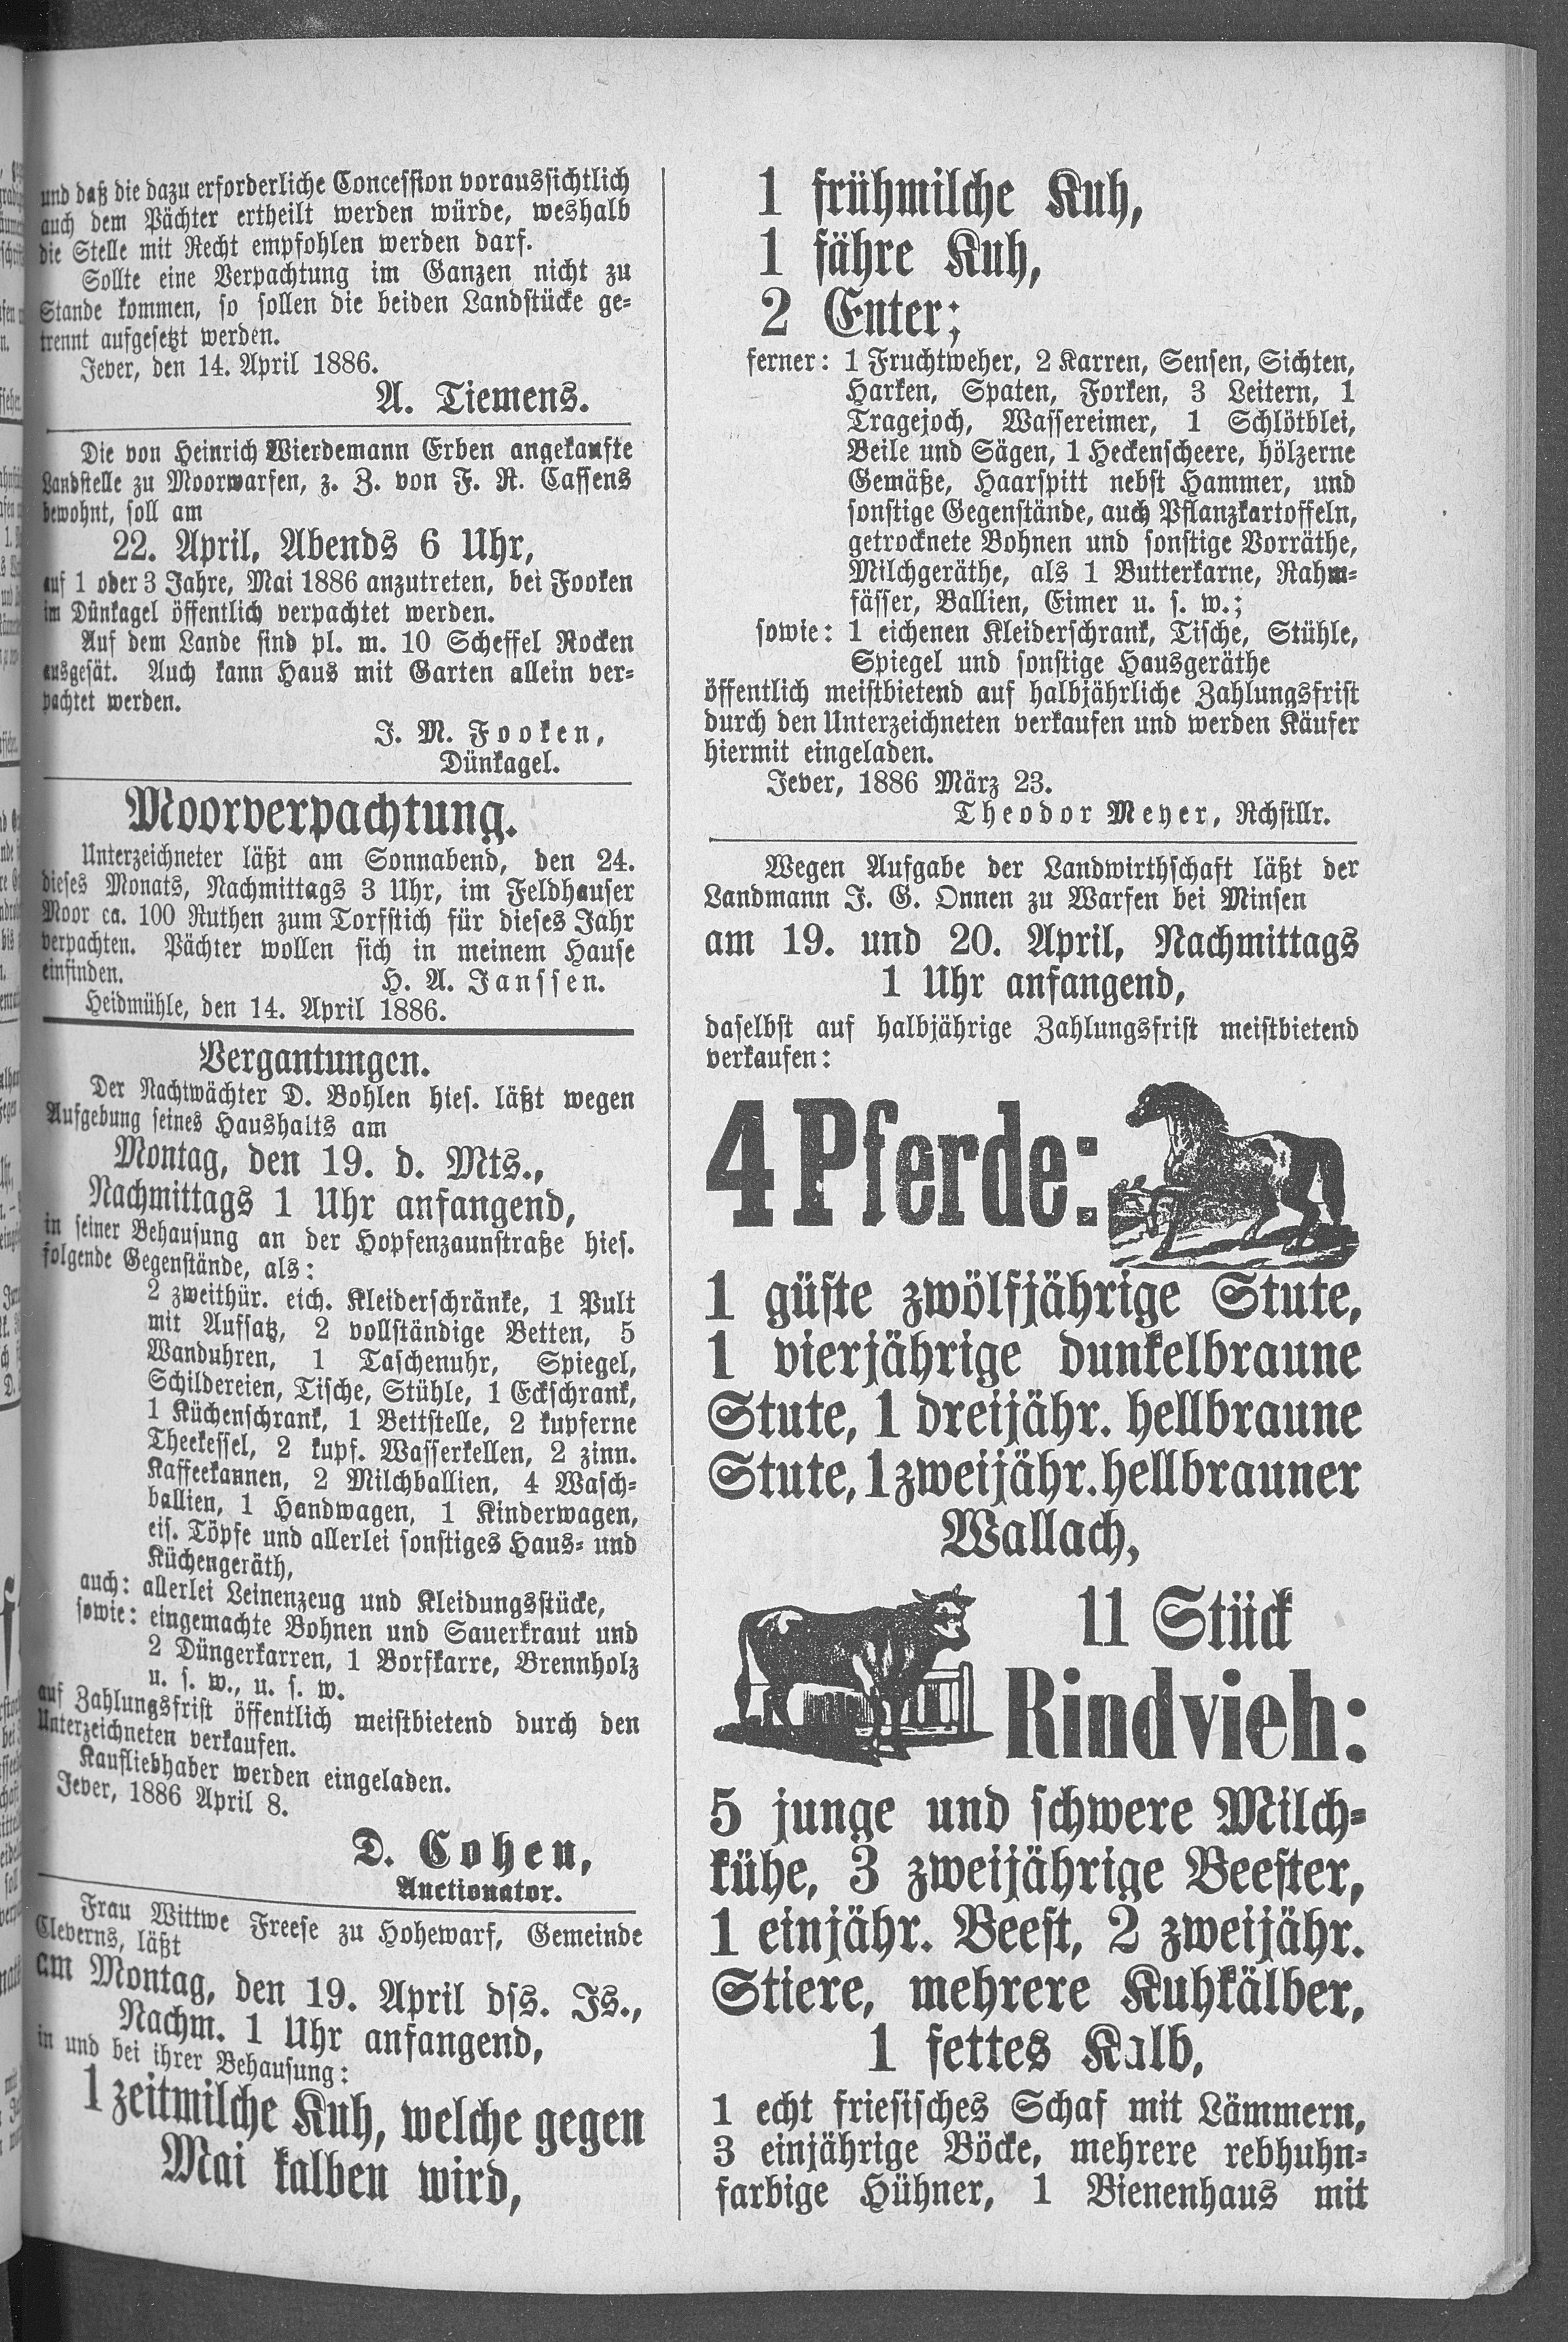 und daß die dazu erforderliche Concession voraussichtlich
auch dem Pächter ertheilt werden würde, weshalb
die Stelle mit Recht empfohlen werden darf.
Sollte eine Verpachtung im Ganzen nicht zu
Stande kommen, so sollen die beiden Landstücke ge-
trennt aufgesetzt werden.
Jever, den 14. April 1886.
A. Tiemens.
Die von Heinrich Wierdemann Erben angekaufte
Landstelle zu Moorwarfen, z. Z. von F. R. Cassens
bewohnt, soll am
22. April, Abends 6 Uhr,
auf 1 oder 3 Jahre, Mai 1886 anzutreten, bei Fooken
im Dünkagel öffentlich verpachtet werden.
Auf dem Lande sind pl. m. 10 Scheffel Rocken
ausgesät. Auch kann Haus mit Garten allein ver-
pachtet werden.
J. M. Fooken,
Dünkagel.
Moorverpachtung.
Unterzeichneter läßt am Sonnabend, den 24.
dieses Monats, Nachmittags 3 Uhr, im Feldhauser
Moor ca. 100 Ruthen zum Torfstich für dieses Jahr
verpachten. Pächter wollen sich in meinem Hause
einfinden. H. A. Janssen.
Heidmühle, den 14. April 1886.
Vergantungen.
Der Nachtwächter D. Bohlen hies. läßt wegen
Aufgebung seines Haushalts am
Montag, den 19. d. Mts.,
Nachmittags 1 Uhr anfangend,
in seiner Behausung an der Hopfenzaunstraße hies.
folgende Gegenstände, als:
2 zweithür. eich. Kleiderschränke, 1 Pult
mit Aufsatz, 2 vollständige Betten, 5
Wanduhren, 1 Taschenuhr, Spiegel,
Schildereien, Tische, Stühle, 1 Eckschrank,
1 Küchenschrank, 1 Bettstelle, 2 kupferne
Theekessel, 2 kupf. Wasserkellen, 2 zinn.
Kaffeekannen, 2 Milchballien, 4 Wasch-
ballien, 1 Handwagen, 1 Kinderwagen,
eis. Töpfe und allerlei sonstiges Haus- und
Küchengeräth,
auch: allerlei Leinenzeug und Kleidungsstücke,
sowie: eingemachte Bohnen und Sauerkraut und
2 Düngerkarren, 1 Borfkarre, Brennholz
u. s. w., u. s. w.
auf Zahlungsfrist öffentlich meistbietend durch den
Unterzeichneten verkaufen.
Kaufliebhaber werden eingeladen.
Jever, 1886 April 8.
D. Cohen,
Auctionator.
Frau Wittwe Freese zu Hohewarf, Gemeinde
Cleverns, läßt
am Montag, den 19. April dss. Js.,
Nachm. 1 Uhr anfangend,
in und bei ihrer Behausung:
1 zeitmilche Kuh, welche gegen
Mai kalben wird,
1 frühmilche Kuh,
1 fähre Kuh,
2 Enter;
ferner: 1 Fruchtweher, 2 Karren, Sensen, Sichten,
Harken, Spaten, Forken, 3 Leitern, 1
Tragejoch, Wassereimer, 1 Schlötblei,
Beile und Sägen, 1 Heckenscheere, hölzerne
Gemäße, Haarspitt nebst Hammer, und
sonstige Gegenstände, auch Pflanzkartoffeln,
getrocknete Bohnen und sonstige Vorräthe,
Milchgeräthe, als 1 Butterkarne, Rahm-
fässer, Ballien, Eimer u. s. w.;
sowie: 1 eichenen Kleiderschrank, Tische, Stühle,
Spiegel und sonstige Hausgeräthe
öffentlich meistbietend auf halbjährliche Zahlungsfrist
durch den Unterzeichneten verkaufen und werden Käufer
hiermit eingeladen.
Jever, 1886 März 23.
Theodor Meyer, Rchstllr.
Wegen Aufgabe der Landwirthschaft läßt der
Landmann J. G. Onnen zu Warfen bei Minsen
am 19. und 20. April, Nachmittags
1 Uhr anfangend,
daselbst auf halbjährige Zahlungsfrist meistbietend
verkaufen:
4 Pferde:
1 güste zwölfjährige Stute,
1 vierjährige dunkelbraune
Stute, 1 dreijähr. hellbraune
Stute, 1 zweijähr. hellbrauner
Wallach,
11 Stück
Rindvieh:
5 junge und schwere Milch-
kühe, 3 zweijährige Beester,
1 einjähr. Beest, 2 zweijähr.
Stiere, mehrere Kuhkälber,
1 fettes Kalb,
1 echt friesisches Schaf mit Lämmern,
3 einjährige Böcke, mehrere rebhuhn-
farbige Hühner, 1 Bienenhaus mit